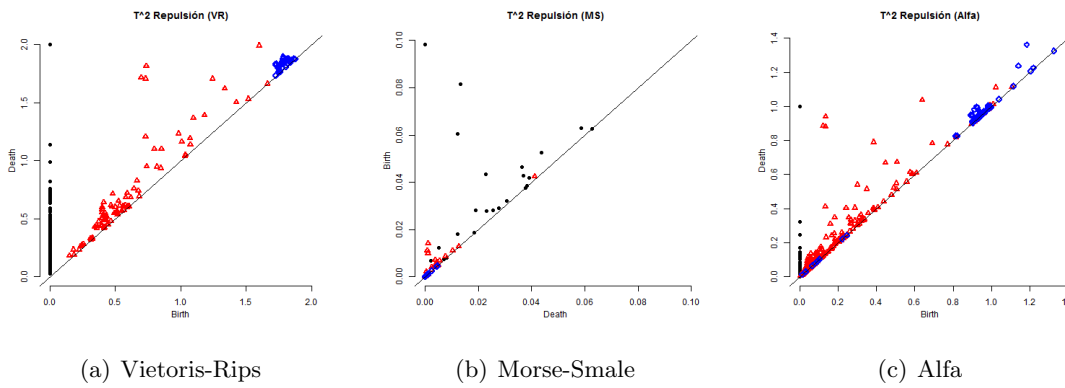 T^2 Repulsión (VR)
Death
0.0 0.5 1.0 1.5 2.0
0.0 0.5 1.0 1.5 2.0
Birth
(a) Vietoris-Rips
T^2 Repulsión (MS)
Birth
0.00 0.02 0.04 0.06 0.08 0.10
0.00 0.02 0.04 0.06 0.08 0.10
Death
(b) Morse-Smale
T^2 Repulsión (Alfa)
Death
0.0 0.2 0.4 0.6 0.8 1.0 1.2 1.4
0.0 0.2 0.4 0.6 0.8 1.0 1.2
Birth
(c) Alfa